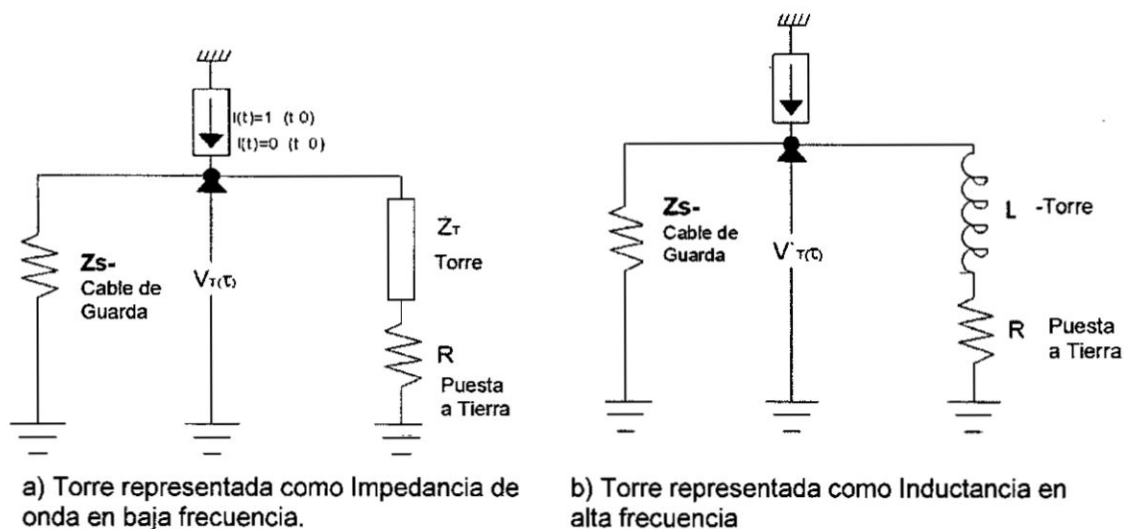 I(t)=1 (t 0)
I(t)=0 (t 0)
Zs-
Cable de
Guarda
VT(τ)
ZT
Torre
R
Puesta
a Tierra
a) Torre representada como Impedancia de
onda en baja frecuencia.
Zs-
Cable de
Guarda
V`T(τ)
L -Torre
R Puesta
a Tierra
b) Torre representada como Inductancia en
alta frecuencia